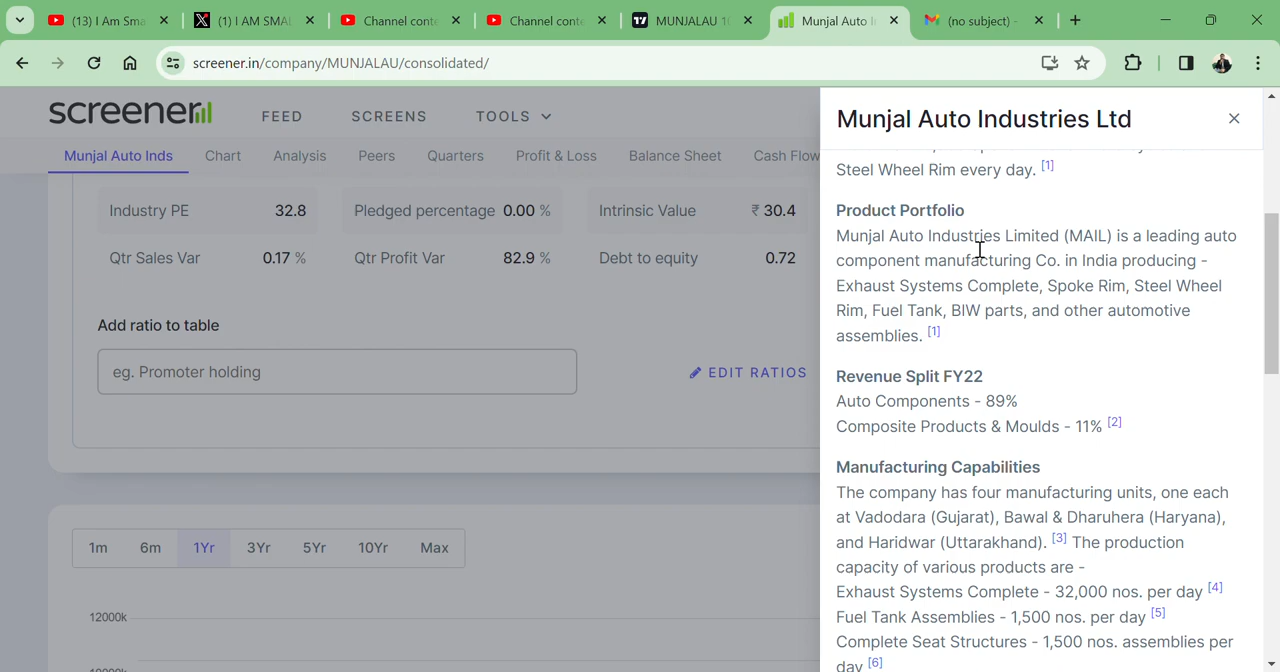 (13) I Am Sma
(1) I AM SMAL
Channel conte
Channel conte
MUNJALAU 10
Munjal Auto I
(no subject) -
screener.in/company/MUNJALAU/consolidated/
screener
FEED
SCREENS
TOOLS
Munjal Auto Inds
Chart
Analysis
Peers
Quarters
Profit & Loss
Balance Sheet
Cash Flow
Industry PE 32.8
Pledged percentage 0.00 %
Intrinsic Value ₹ 30.4
Qtr Sales Var 0.17 %
Qtr Profit Var 82.9 %
Debt to equity 0.72
Add ratio to table
eg. Promoter holding
EDIT RATIOS
1m 6m 1Yr 3Yr 5Yr 10Yr Max
12000k
Munjal Auto Industries Ltd
Steel Wheel Rim every day. [1]
Product Portfolio
Munjal Auto Industries Limited (MAIL) is a leading auto
component manufacturing Co. in India producing -
Exhaust Systems Complete, Spoke Rim, Steel Wheel
Rim, Fuel Tank, BIW parts, and other automotive
assemblies. [1]
Revenue Split FY22
Auto Components - 89%
Composite Products & Moulds - 11% [2]
Manufacturing Capabilities
The company has four manufacturing units, one each
at Vadodara (Gujarat), Bawal & Dharuhera (Haryana),
and Haridwar (Uttarakhand). [3] The production
capacity of various products are -
Exhaust Systems Complete - 32,000 nos. per day [4]
Fuel Tank Assemblies - 1,500 nos. per day [5]
Complete Seat Structures - 1,500 nos. assemblies per
day [6]